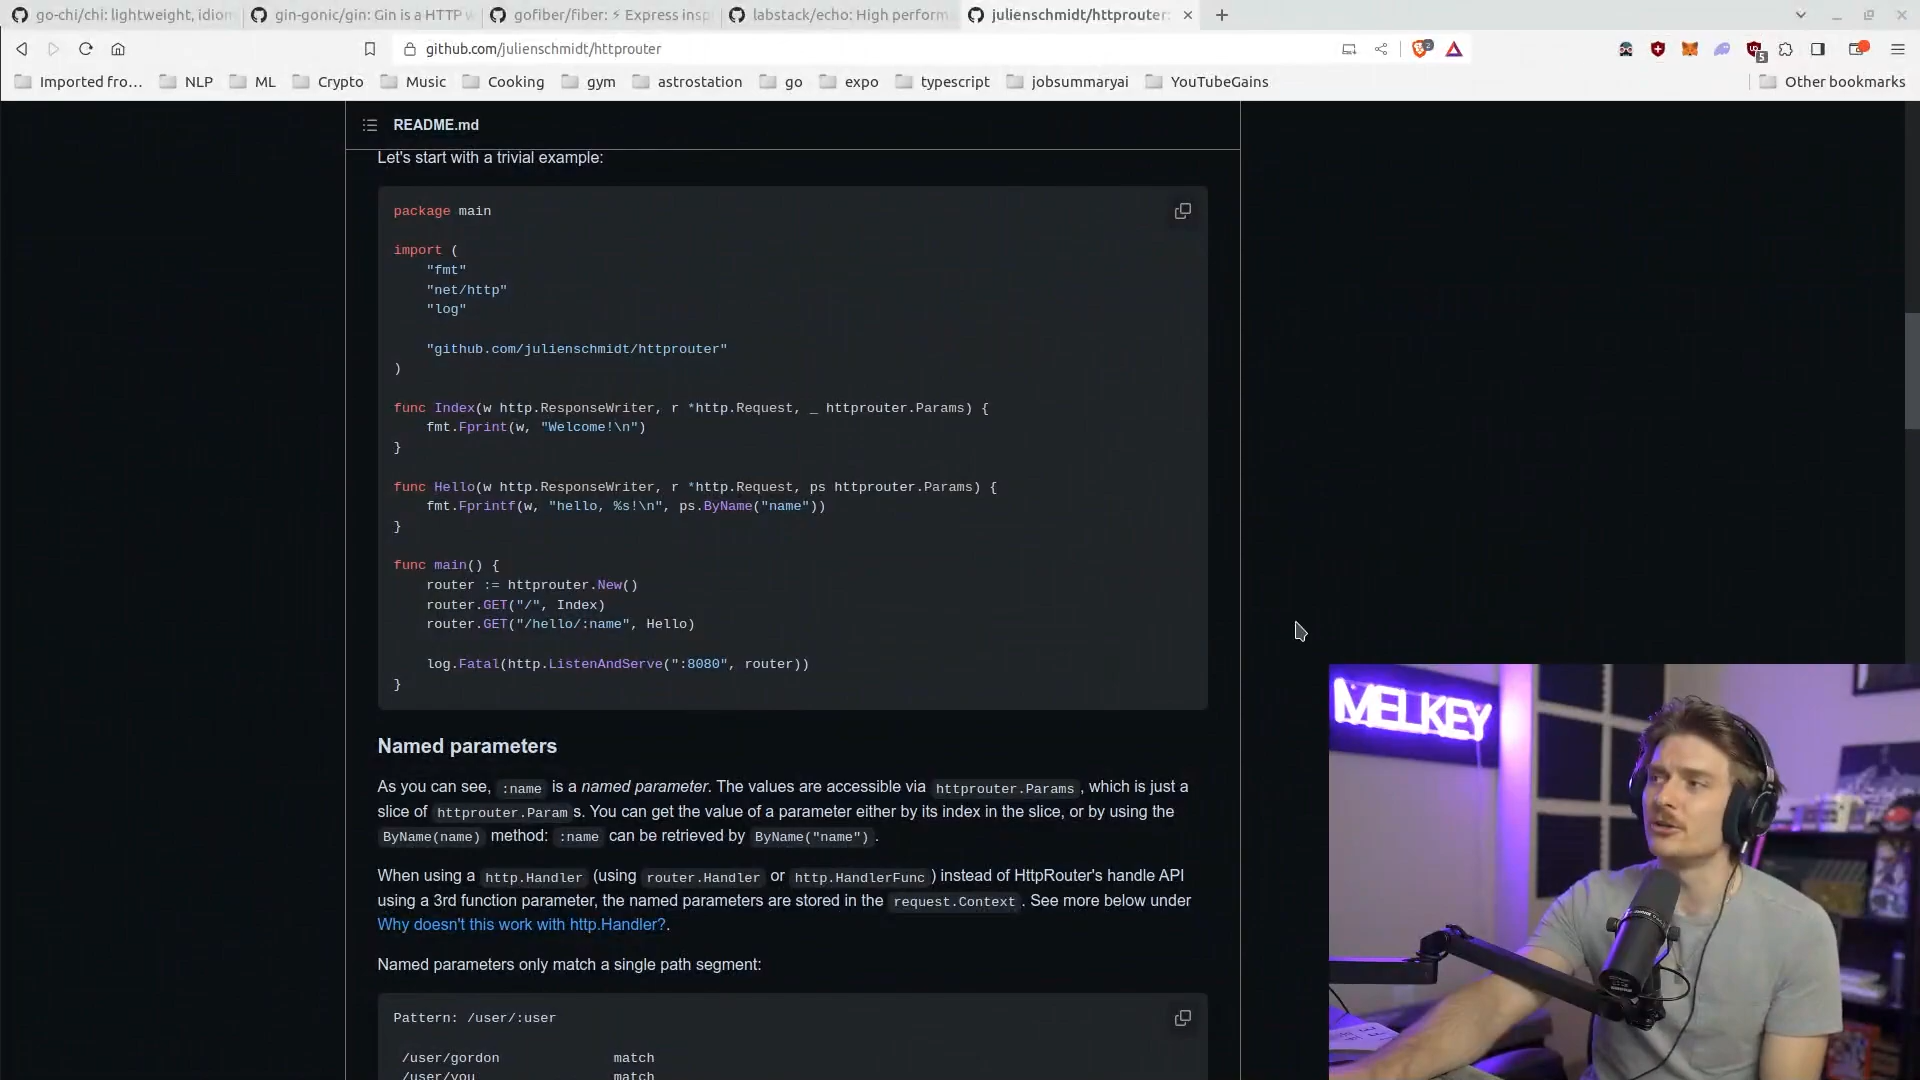 go-chi/chi: lightweight, idiom
gin-gonic/gin: Gin is a HTTP w
gofiber/fiber: ⚡ Express insp
labstack/echo: High perform
julienschmidt/httprouter:
github.com/julienschmidt/httprouter
2
5
Imported fro...
NLP
ML
Crypto
Music
Cooking
gym
astrostation
go
expo
typescript
jobsummaryai
YouTubeGains
Other bookmarks
README.md
Let's start with a trivial example:
package main
import (
"fmt"
"net/http"
"log"
"github.com/julienschmidt/httprouter"
)
func Index(w http.ResponseWriter, r *http.Request, _ httprouter.Params) {
fmt.Fprint(w, "Welcome!\n")
}
func Hello(w http.ResponseWriter, r *http.Request, ps httprouter.Params) {
fmt.Fprintf(w, "hello, %s!\n", ps.ByName("name"))
}
func main() {
router := httprouter.New()
router.GET("/", Index)
router.GET("/hello/:name", Hello)
log.Fatal(http.ListenAndServe(":8080", router))
}
Named parameters
As you can see, :name is a named parameter. The values are accessible via httprouter.Params, which is just a
slice of httprouter.Params. You can get the value of a parameter either by its index in the slice, or by using the
ByName(name) method: :name can be retrieved by ByName("name").
When using a http.Handler (using router.Handler or http.HandlerFunc) instead of HttpRouter's handle API
using a 3rd function parameter, the named parameters are stored in the request.Context. See more below under
Why doesn't this work with http.Handler?.
Named parameters only match a single path segment:
Pattern: /user/:user
/user/gordon match
/user/you match
MELKEY